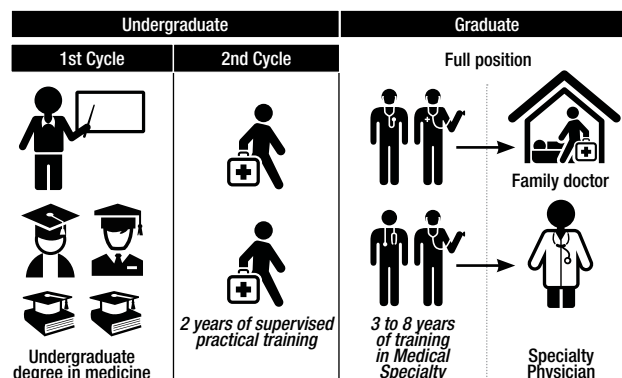 Undergraduate
Graduate
1st Cycle
2nd Cycle
Full position
Family doctor
2 years of supervised
practical training
3 to 8 years
of training
in Medical
Specialty
Undergraduate
degree in medicine
Specialty
Physician